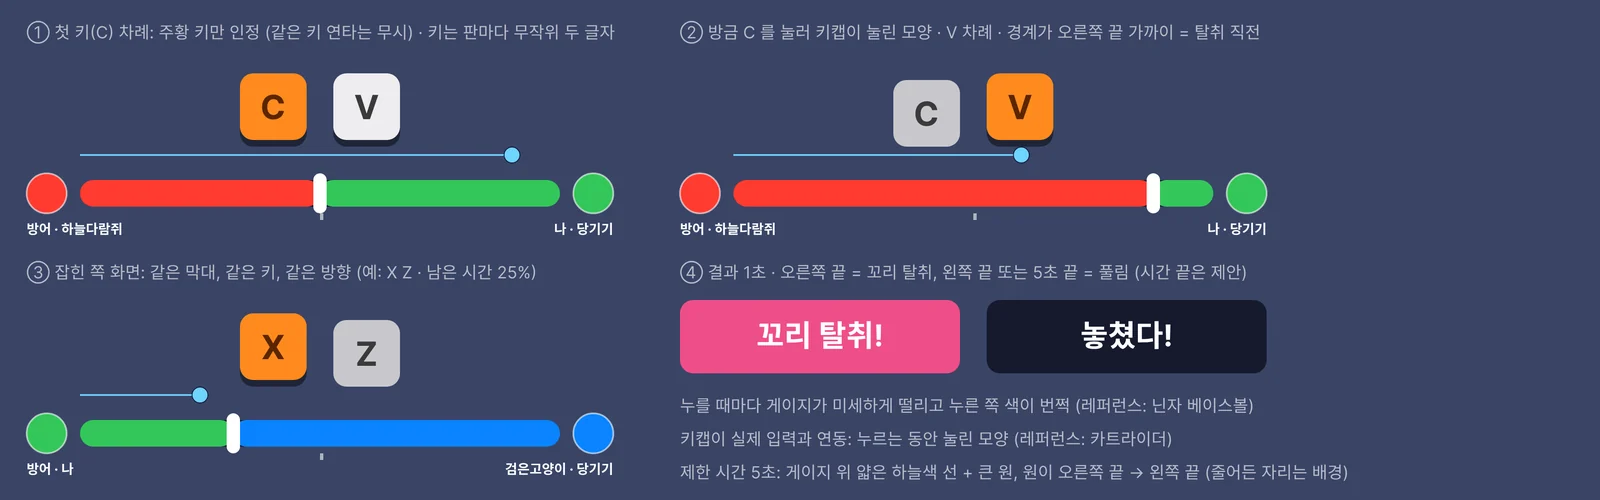 ① 첫 키(C) 차례: 주황 키만 인정 (같은 키 연타는 무시) · 키는 판마다 무작위 두 글자
C V
방어 · 하늘다람쥐
나 · 당기기
② 방금 C 를 눌러 키캡이 눌린 모양 · V 차례 · 경계가 오른쪽 끝 가까이 = 탈취 직전
C V
방어 · 하늘다람쥐
나 · 당기기
③ 잡힌 쪽 화면: 같은 막대, 같은 키, 같은 방향 (예: X Z · 남은 시간 25%)
X Z
방어 · 나
검은고양이 · 당기기
④ 결과 1초 · 오른쪽 끝 = 꼬리 탈취, 왼쪽 끝 또는 5초 끝 = 풀림 (시간 끝은 제안)
꼬리 탈취!
놓쳤다!
누를 때마다 게이지가 미세하게 떨리고 누른 쪽 색이 번쩍 (레퍼런스: 닌자 베이스볼)
키캡이 실제 입력과 연동: 누르는 동안 눌린 모양 (레퍼런스: 카트라이더)
제한 시간 5초: 게이지 위 얇은 하늘색 선 + 큰 원, 원이 오른쪽 끝 → 왼쪽 끝 (줄어든 자리는 배경)